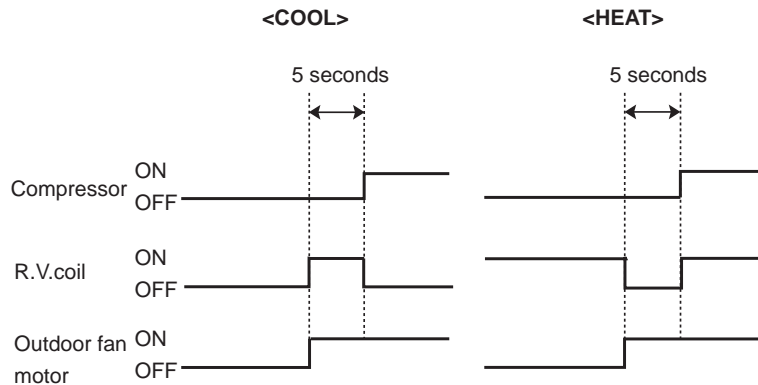 <COOL> <HEAT>
5 seconds 5 seconds
Compressor ON
OFF
R.V.coil ON
OFF
Outdoor fan motor ON
OFF